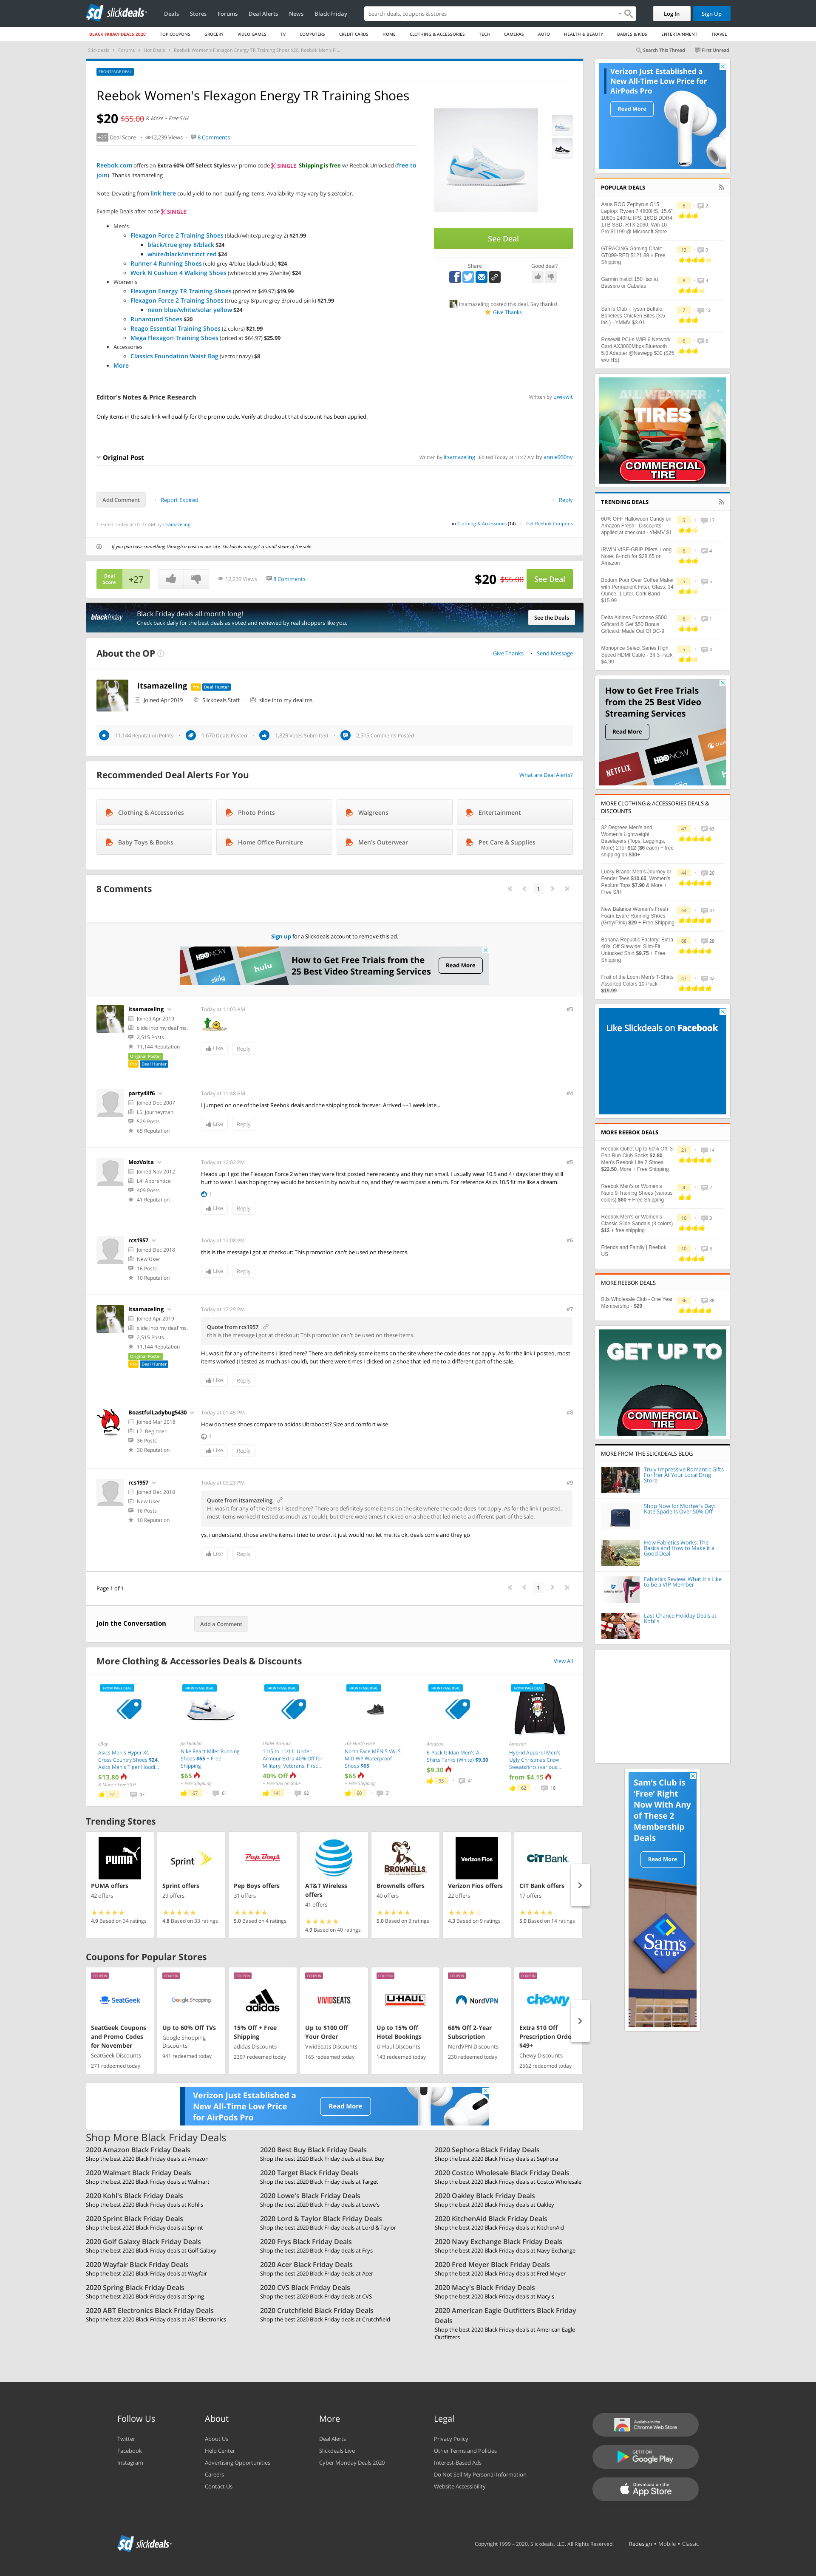 slickdeals
Deals Stores Forums Deal Alerts News Black Friday
Search deals, coupons & stores
Log In Sign Up
BLACK FRIDAY DEALS 2020 TOP COUPONS GROCERY VIDEO GAMES TV COMPUTERS CREDIT CARDS HOME CLOTHING & ACCESSORIES TECH CAMERAS AUTO HEALTH & BEAUTY BABIES & KIDS ENTERTAINMENT TRAVEL
Slickdeals Forums Hot Deals Reebok Women's Flexagon Energy TR Training Shoes $20, Reebok Men's Fl...
Search This Thread First Unread
FRONTPAGE DEAL
Reebok Women's Flexagon Energy TR Training Shoes
$20 $55.00 & More + Free S/H
+27 Deal Score 12,239 Views 8 Comments
Reebok.com offers an Extra 60% Off Select Styles w/ promo code SINGLE. Shipping is free w/ Reebok Unlocked (free to
join). Thanks itsamazeling
Note: Deviating from link here could yield to non-qualifying items. Availability may vary by size/color.
Example Deals after code SINGLE:
Men's
Flexagon Force 2 Training Shoes (black/white/pure grey 2) $21.99
black/true grey 8/black $24
white/black/instinct red $24
Runner 4 Running Shoes (cold grey 4/blue black/black) $24
Work N Cushion 4 Walking Shoes (white/cold grey 2/white) $24
Women's
Flexagon Energy TR Training Shoes (priced at $49.97) $19.99
Flexagon Force 2 Training Shoes (true grey 8/pure grey 3/proud pink) $21.99
neon blue/white/solar yellow $24
Runaround Shoes $20
Reago Essential Training Shoes (2 colors) $21.99
Mega Flexagon Training Shoes (priced at $64.97) $25.99
Accessories
Classics Foundation Waist Bag (vector navy) $8
More
See Deal
Share Good deal?
itsamazeling posted this deal. Say thanks!
Give Thanks
Editor's Notes & Price Research Written by qwikwit
Only items in the sale link will qualify for the promo code. Verify at checkout that discount has been applied.
Original Post Written by itsamazeling Edited Today at 11:47 AM by annie930ny
Add Comment Report Expired Reply
Created Today at 01:27 AM by itsamazeling in Clothing & Accessories (14) Get Reebok Coupons
If you purchase something through a post on our site, Slickdeals may get a small share of the sale.
Deal Score +27 12,239 Views 8 Comments $20 $55.00 See Deal
blackfriday
Black Friday deals all month long!
Check back daily for the best deals as voted and reviewed by real shoppers like you.
See the Deals
About the OP Give Thanks Send Message
itsamazeling Pro Deal Hunter
Joined Apr 2019 Slickdeals Staff slide into my deal'ms.
11,144 Reputation Points 1,670 Deals Posted 1,829 Votes Submitted 2,515 Comments Posted
Recommended Deal Alerts For You What are Deal Alerts?
Clothing & Accessories Photo Prints Walgreens Entertainment
Baby Toys & Books Home Office Furniture Men's Outerwear Pet Care & Supplies
8 Comments 1
Sign up for a Slickdeals account to remove this ad.
HBO NOW SLING hulu
How to Get Free Trials from the
25 Best Video Streaming Services
Read More
itsamazeling Today at 11:03 AM #3
Joined Apr 2019
slide into my deal'ms.
2,515 Posts
11,144 Reputation
Original Poster
Pro Deal Hunter
Like Reply
party4lif6 Today at 11:48 AM #4
Joined Dec 2007
L5: Journeyman
529 Posts
65 Reputation
I jumped on one of the last Reebok deals and the shipping took forever. Arrived ~+1 week late...
Like Reply
MozVolta Today at 12:02 PM #5
Joined Nov 2012
L4: Apprentice
409 Posts
41 Reputation
Heads up: I got the Flexagon Force 2 when they were first posted here recently and they run small. I usually wear 10.5 and 4+ days later they still
hurt to wear. I was hoping they would be broken in by now but no, and they're warm past a return. For reference Asics 10.5 fit me like a dream.
1
Like Reply
rcs1957 Today at 12:08 PM #6
Joined Dec 2018
New User
16 Posts
10 Reputation
this is the message i got at checkout: This promotion can't be used on these items.
Like Reply
itsamazeling Today at 12:29 PM #7
Joined Apr 2019
slide into my deal'ms.
2,515 Posts
11,144 Reputation
Original Poster
Pro Deal Hunter
Quote from rcs1957
this is the message i got at checkout: This promotion can't be used on these items.
Hi, was it for any of the items I listed here? There are definitely some items on the site where the code does not apply. As for the link I posted, most
items worked (I tested as much as I could), but there were times I clicked on a shoe that led me to a different part of the sale.
Like Reply
BoastfulLadybug5430 Today at 01:45 PM #8
Joined Mar 2018
L2: Beginner
36 Posts
30 Reputation
How do these shoes compare to adidas Ultraboost? Size and comfort wise
1
Like Reply
rcs1957 Today at 03:23 PM #9
Joined Dec 2018
New User
16 Posts
10 Reputation
Quote from itsamazeling
Hi, was it for any of the items I listed here? There are definitely some items on the site where the code does not apply. As for the link I posted,
most items worked (I tested as much as I could), but there were times I clicked on a shoe that led me to a different part of the sale.
ys, i understand. those are the items i tried to order. it just would not let me. its ok, deals come and they go
Like Reply
Page 1 of 1 1
Join the Conversation Add a Comment
More Clothing & Accessories Deals & Discounts View All
FRONTPAGE DEAL
eBay
Asics Men's Hyper XC
Cross Country Shoes $24,
Asics Men's Tiger Hoodi...
$13.80
& More + Free S&H
51 47
FRONTPAGE DEAL
JackRabbit
Nike React Miler Running
Shoes $65 + Free
Shipping
$65
+ Free Shipping
67 61
FRONTPAGE DEAL
Under Armour
11/5 to 11/11: Under
Armour Extra 40% Off for
Military, Veterans, First...
40% Off
+ Free S/H on $60+
141 92
FRONTPAGE DEAL
The North Face
North Face MEN'S VALS
MID WP Waterproof
Shoes $65
$65
+ Free Shipping
60 31
FRONTPAGE DEAL
Amazon
6-Pack Gildan Men's A-
Shirts Tanks (White) $9.30
$9.30
93 41
FRONTPAGE DEAL
Amazon
Hybrid Apparel Men's
Ugly Christmas Crew
Sweatshirts (various...
from $4.15
62 18
Trending Stores
PUMA offers
42 offers
4.9 Based on 34 ratings
Sprint offers
29 offers
4.8 Based on 33 ratings
Pep Boys offers
31 offers
5.0 Based on 4 ratings
AT&T Wireless
offers
41 offers
4.9 Based on 40 ratings
Brownells offers
40 offers
5.0 Based on 3 ratings
Verizon Fios offers
22 offers
4.3 Based on 9 ratings
CIT Bank offers
17 offers
5.0 Based on 14 ratings
Coupons for Popular Stores
COUPON
SeatGeek
SeatGeek Coupons
and Promo Codes
for November
SeatGeek Discounts
271 redeemed today
COUPON
Google Shopping
Up to 60% Off TVs
Google Shopping
Discounts
941 redeemed today
COUPON
adidas
15% Off + Free
Shipping
adidas Discounts
2397 redeemed today
COUPON
VIVIDSEATS
Up to $100 Off
Your Order
VividSeats Discounts
165 redeemed today
COUPON
U-HAUL
Up to 15% Off
Hotel Bookings
U-Haul Discounts
143 redeemed today
COUPON
NordVPN
68% Off 2-Year
Subscription
NordVPN Discounts
230 redeemed today
COUPON
chewy
Extra $10 Off
Prescription Orde
$49+
Chewy Discounts
2562 redeemed today
Verizon Just Established a
New All-Time Low Price
for AirPods Pro
Read More
Shop More Black Friday Deals
2020 Amazon Black Friday Deals
Shop the best 2020 Black Friday deals at Amazon
2020 Best Buy Black Friday Deals
Shop the best 2020 Black Friday deals at Best Buy
2020 Sephora Black Friday Deals
Shop the best 2020 Black Friday deals at Sephora
2020 Walmart Black Friday Deals
Shop the best 2020 Black Friday deals at Walmart
2020 Target Black Friday Deals
Shop the best 2020 Black Friday deals at Target
2020 Costco Wholesale Black Friday Deals
Shop the best 2020 Black Friday deals at Costco Wholesale
2020 Kohl's Black Friday Deals
Shop the best 2020 Black Friday deals at Kohl's
2020 Lowe's Black Friday Deals
Shop the best 2020 Black Friday deals at Lowe's
2020 Oakley Black Friday Deals
Shop the best 2020 Black Friday deals at Oakley
2020 Sprint Black Friday Deals
Shop the best 2020 Black Friday deals at Sprint
2020 Lord & Taylor Black Friday Deals
Shop the best 2020 Black Friday deals at Lord & Taylor
2020 KitchenAid Black Friday Deals
Shop the best 2020 Black Friday deals at KitchenAid
2020 Golf Galaxy Black Friday Deals
Shop the best 2020 Black Friday deals at Golf Galaxy
2020 Frys Black Friday Deals
Shop the best 2020 Black Friday deals at Frys
2020 Navy Exchange Black Friday Deals
Shop the best 2020 Black Friday deals at Navy Exchange
2020 Wayfair Black Friday Deals
Shop the best 2020 Black Friday deals at Wayfair
2020 Acer Black Friday Deals
Shop the best 2020 Black Friday deals at Acer
2020 Fred Meyer Black Friday Deals
Shop the best 2020 Black Friday deals at Fred Meyer
2020 Spring Black Friday Deals
Shop the best 2020 Black Friday deals at Spring
2020 CVS Black Friday Deals
Shop the best 2020 Black Friday deals at CVS
2020 Macy's Black Friday Deals
Shop the best 2020 Black Friday deals at Macy's
2020 ABT Electronics Black Friday Deals
Shop the best 2020 Black Friday deals at ABT Electronics
2020 Crutchfield Black Friday Deals
Shop the best 2020 Black Friday deals at Crutchfield
2020 American Eagle Outfitters Black Friday
Deals
Shop the best 2020 Black Friday deals at American Eagle
Outfitters
Verizon Just Established a
New All-Time Low Price for
AirPods Pro
Read More
POPULAR DEALS
Asus ROG Zephyrus G15
Laptop: Ryzen 7 4800HS, 15.6"
1080p 240Hz IPS, 16GB DDR4,
1TB SSD, RTX 2060, Win 10
Pro $1199 @ Microsoft Store
6 2
GTRACING Gaming Chair:
GT099-RED $121.89 + Free
Shipping
13 9
Garmin Instict 150+tax at
Basspro or Cabelas
8 3
Sam's Club - Tyson Buffalo
Boneless Chicken Bites (3.5
lbs.) - YMMV $3.91
7 12
Rosewill PCI-e WiFi 6 Network
Card AX3000Mbps Bluetooth
5.0 Adapter @Newegg $30 ($25
w/o HS)
6 6
ALL WEATHER
TIRES
COMMERCIAL
TIRE
TRENDING DEALS
60% OFF Halloween Candy on
Amazon Fresh - Discounts
applied at checkout - YMMV $1
5 17
IRWIN VISE-GRIP Pliers, Long
Nose, 8-Inch for $28.65 on
Amazon
6 4
Bodum Pour Over Coffee Maker
with Permanent Filter, Glass, 34
Ounce, 1 Liter, Cork Band
$15.99
5 5
Delta Airlines Purchase $500
Giftcard & Get $50 Bonus
Giftcard: Made Out Of DC-9
6 1
Monoprice Select Series High
Speed HDMI Cable - 3ft 3-Pack
$4.99
5 4
How to Get Free Trials
from the 25 Best Video
Streaming Services
Read More
NETFLIX HBO NOW
MORE CLOTHING & ACCESSORIES DEALS &
DISCOUNTS
32 Degrees Men's and
Women's Lightweight
Baselayers (Tops, Leggings,
More) 2 for $12 ($6 each) + free
shipping on $30+
47 63
Lucky Brand: Men's Journey or
Fender Tees $10.65, Women's
Peplum Tops $7.90 & More +
Free S/H
44 20
New Balance Women's Fresh
Foam Evare Running Shoes
(Grey/Pink) $29 + Free Shipping
44 47
Banana Republic Factory: Extra
40% Off Sitewide: Slim-Fit
Untucked Shirt $9.75 + Free
Shipping
68 28
Fruit of the Loom Men's T-Shirts
Assorted Colors 10-Pack -
$19.99
47 42
Like Slickdeals on Facebook
MORE REEBOK DEALS
Reebok Outlet Up to 60% Off: 3-
Pair Run Club Socks $2.80,
Men's Reebok Lite 2 Shoes
$22.50, More + Free Shipping
21 14
Reebok Men's or Women's
Nano 9 Training Shoes (various
colors) $60 + Free Shipping
4 2
Reebok Men's or Women's
Classic Slide Sandals (3 colors)
$12 + free shipping
10 3
Friends and Family | Reebok
US
10 3
MORE REEBOK DEALS
BJs Wholesale Club - One Year
Membership - $20
36 88
GET UP TO
COMMERCIAL
TIRE
MORE FROM THE SLICKDEALS BLOG
Truly Impressive Romantic Gifts
For Her At Your Local Drug
Store
Shop Now for Mother's Day:
Kate Spade Is Over 50% Off
How Fabletics Works: The
Basics and How to Make it a
Good Deal
Fabletics Review: What It's Like
to be a VIP Member
Last Chance Holiday Deals at
Kohl's
Sam's Club is
'Free' Right
Now With Any
of These 2
Membership
Deals
Read More
Sam's
CLUB
Follow Us
Twitter
Facebook
Instagram
About
About Us
Help Center
Advertising Opportunities
Careers
Contact Us
More
Deal Alerts
Slickdeals Live
Cyber Monday Deals 2020
Legal
Privacy Policy
Other Terms and Policies
Interest-Based Ads
Do Not Sell My Personal Information
Website Accessibility
Available in the
Chrome Web Store
GET IT ON
Google Play
Download on the
App Store
slickdeals
Copyright 1999 – 2020. Slickdeals, LLC. All Rights Reserved. Redesign • Mobile • Classic